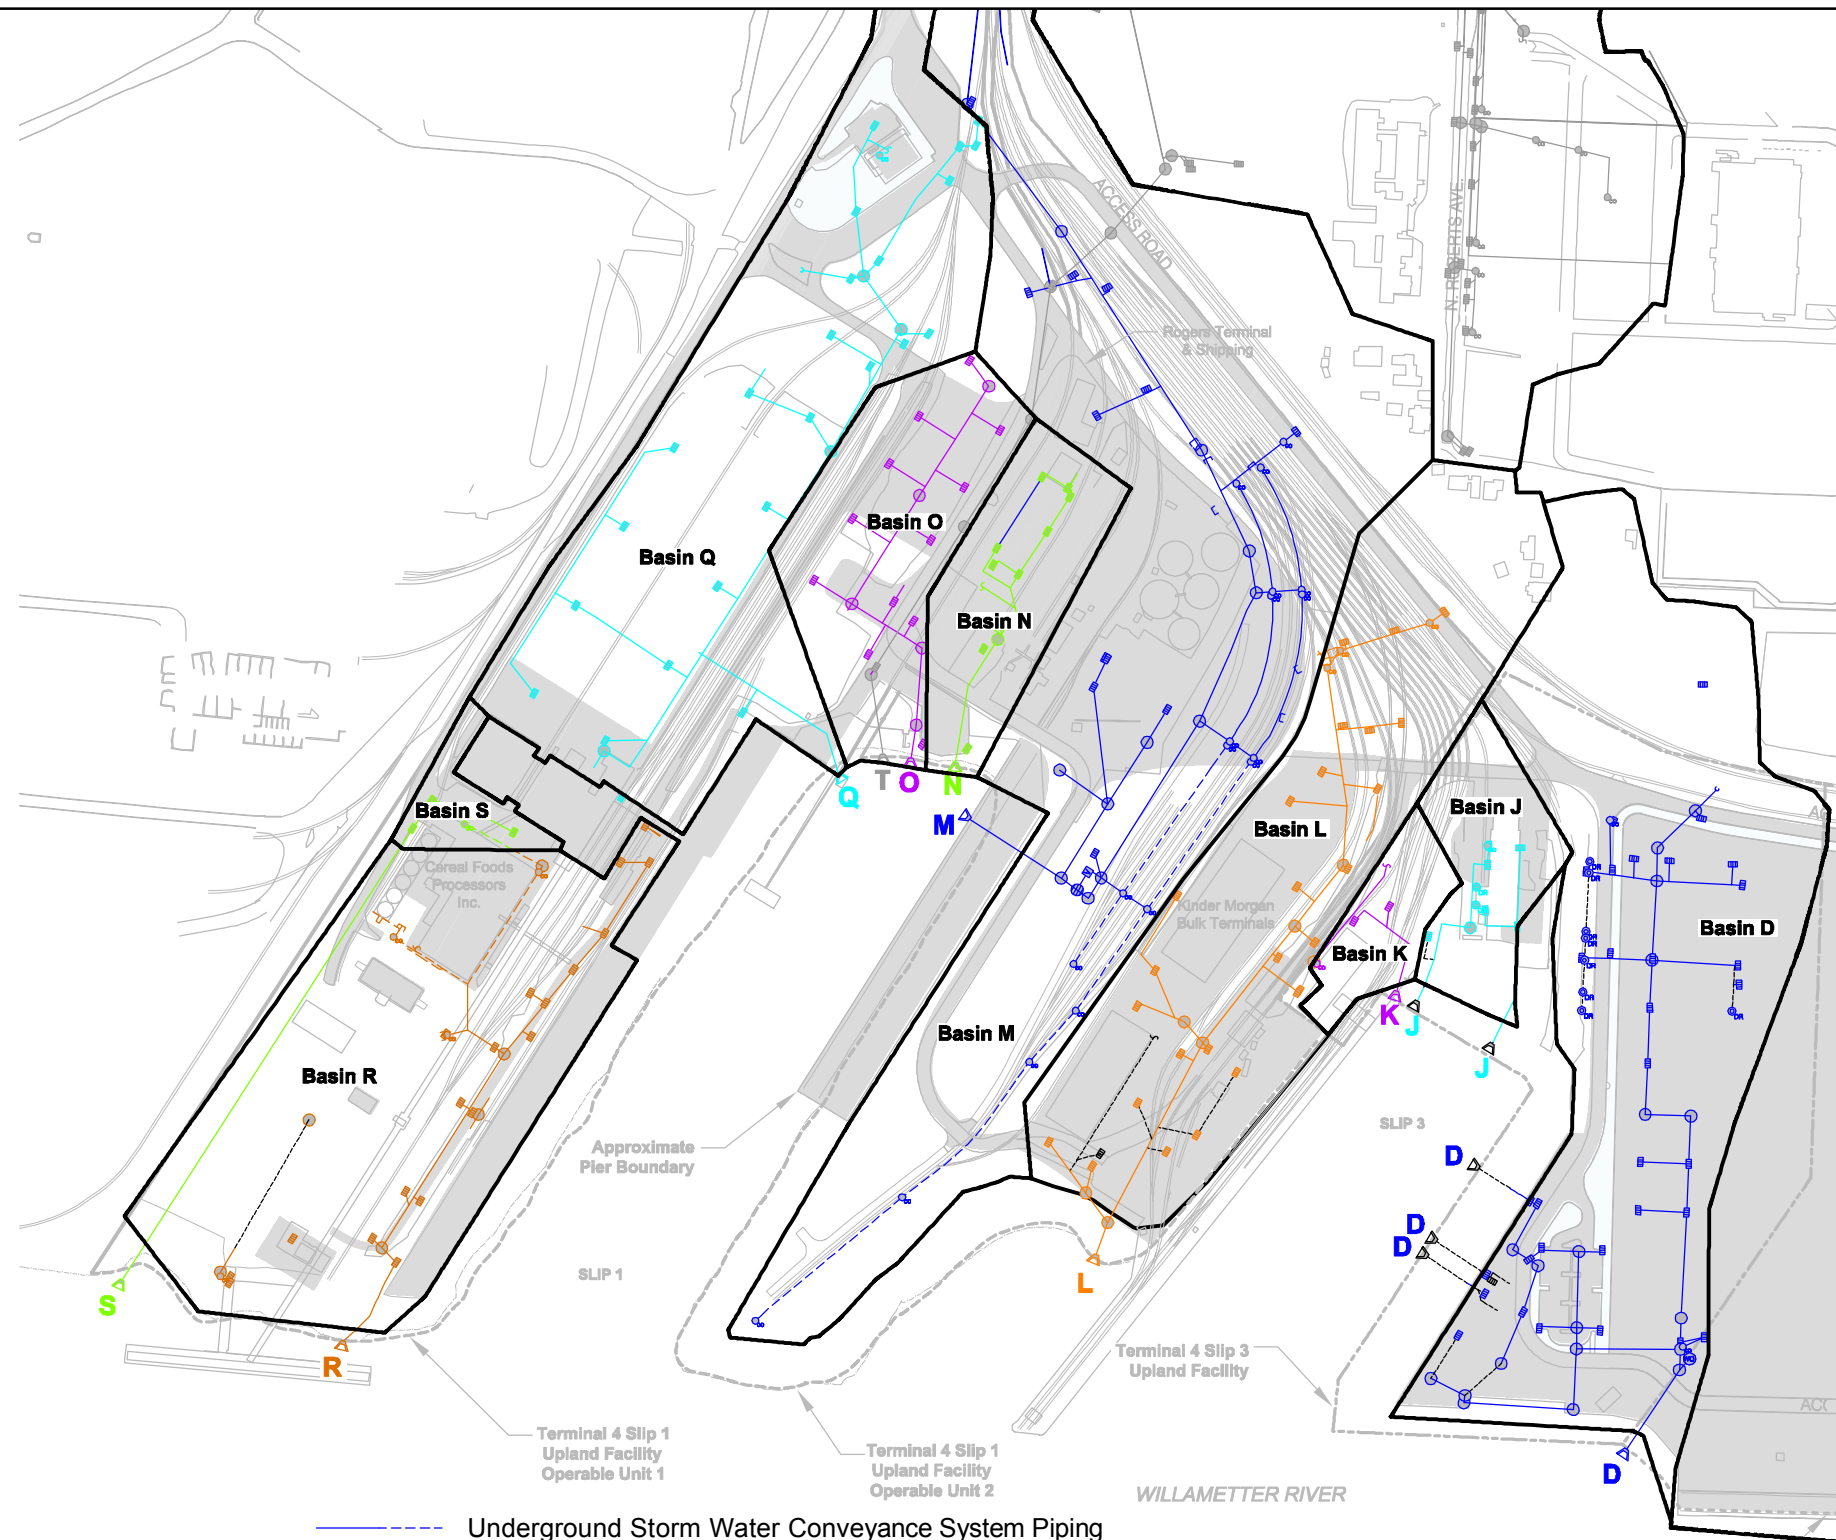 ACCESS ROAD
N. ROBERTS AVE.
Rogers Terminal
& Shipping
Basin O
Basin Q
Basin N
T
O
N
Q
M
Basin S
Basin L
Basin J
Cereal Foods
Processors
Inc.
Kinder Morgan
Bulk Terminals
Basin K
Basin D
K
J
J
Basin M
Basin R
SLIP 3
Approximate
Pier Boundary
D
D
D
SLIP 1
S
L
R
Terminal 4 Slip 3
Upland Facility
Terminal 4 Slip 1
Upland Facility
Operable Unit 1
Terminal 4 Slip 1
Upland Facility
Operable Unit 2
D
WILLAMETTER RIVER
Underground Storm Water Conveyance System Piping